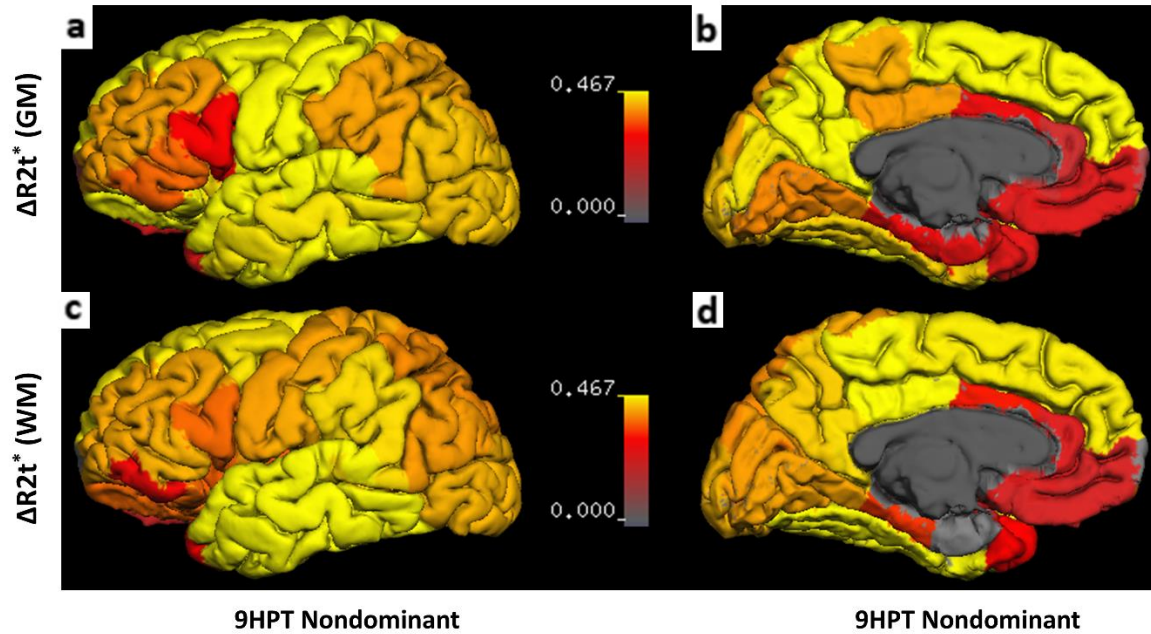 a
b
ΔR2t* (GM)
0.467
0.000
c
d
ΔR2t* (WM)
0.467
0.000
9HPT Nondominant
9HPT Nondominant